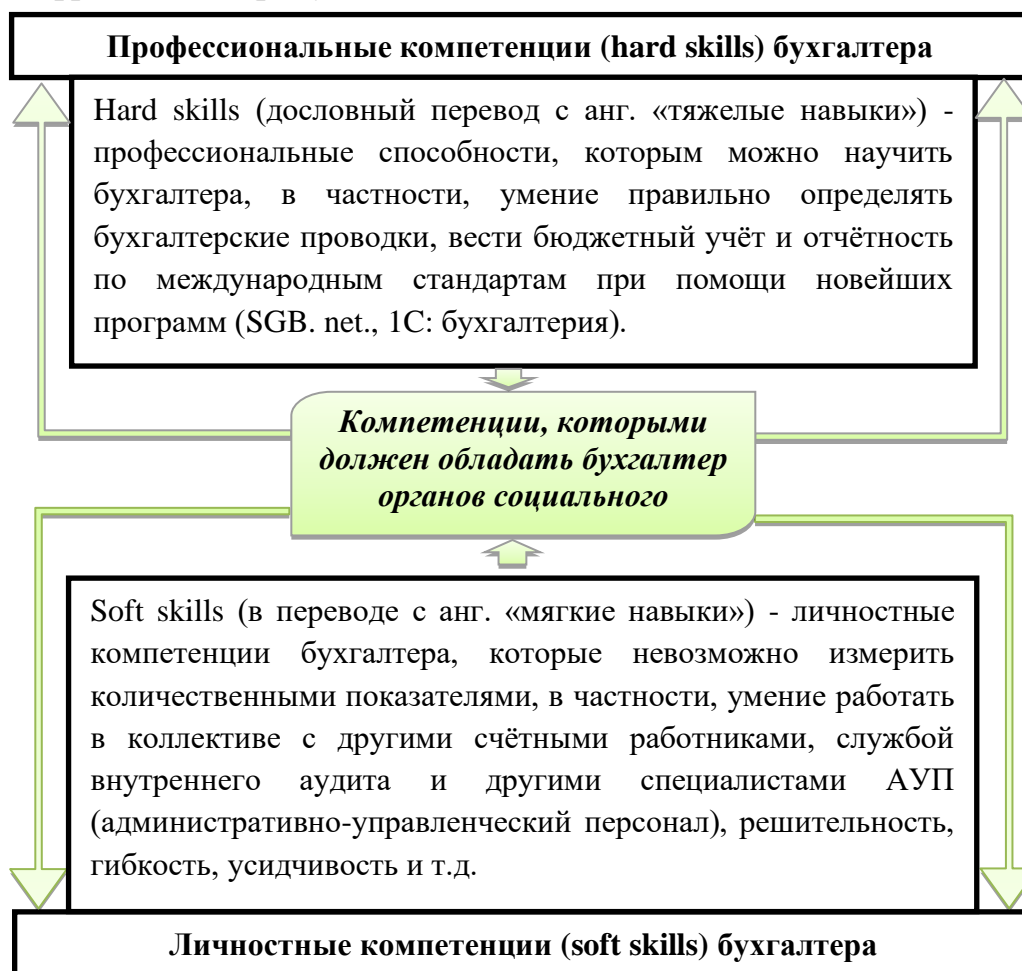 Профессиональные компетенции (hard skills) бухгалтера
Hard skills (дословный перевод с анг. «тяжелые навыки») -
профессиональные способности, которым можно научить
бухгалтера, в частности, умение правильно определять
бухгалтерские проводки, вести бюджетный учёт и отчётность
по международным стандартам при помощи новейших
программ (SGB. net., 1С: бухгалтерия).
Компетенции, которыми
должен обладать бухгалтер
органов социального
Soft skills (в переводе с анг. «мягкие навыки») - личностные
компетенции бухгалтера, которые невозможно измерить
количественными показателями, в частности, умение работать
в коллективе с другими счётными работниками, службой
внутреннего аудита и другими специалистами АУП
(административно-управленческий персонал), решительность,
гибкость, усидчивость и т.д.
Личностные компетенции (soft skills) бухгалтера